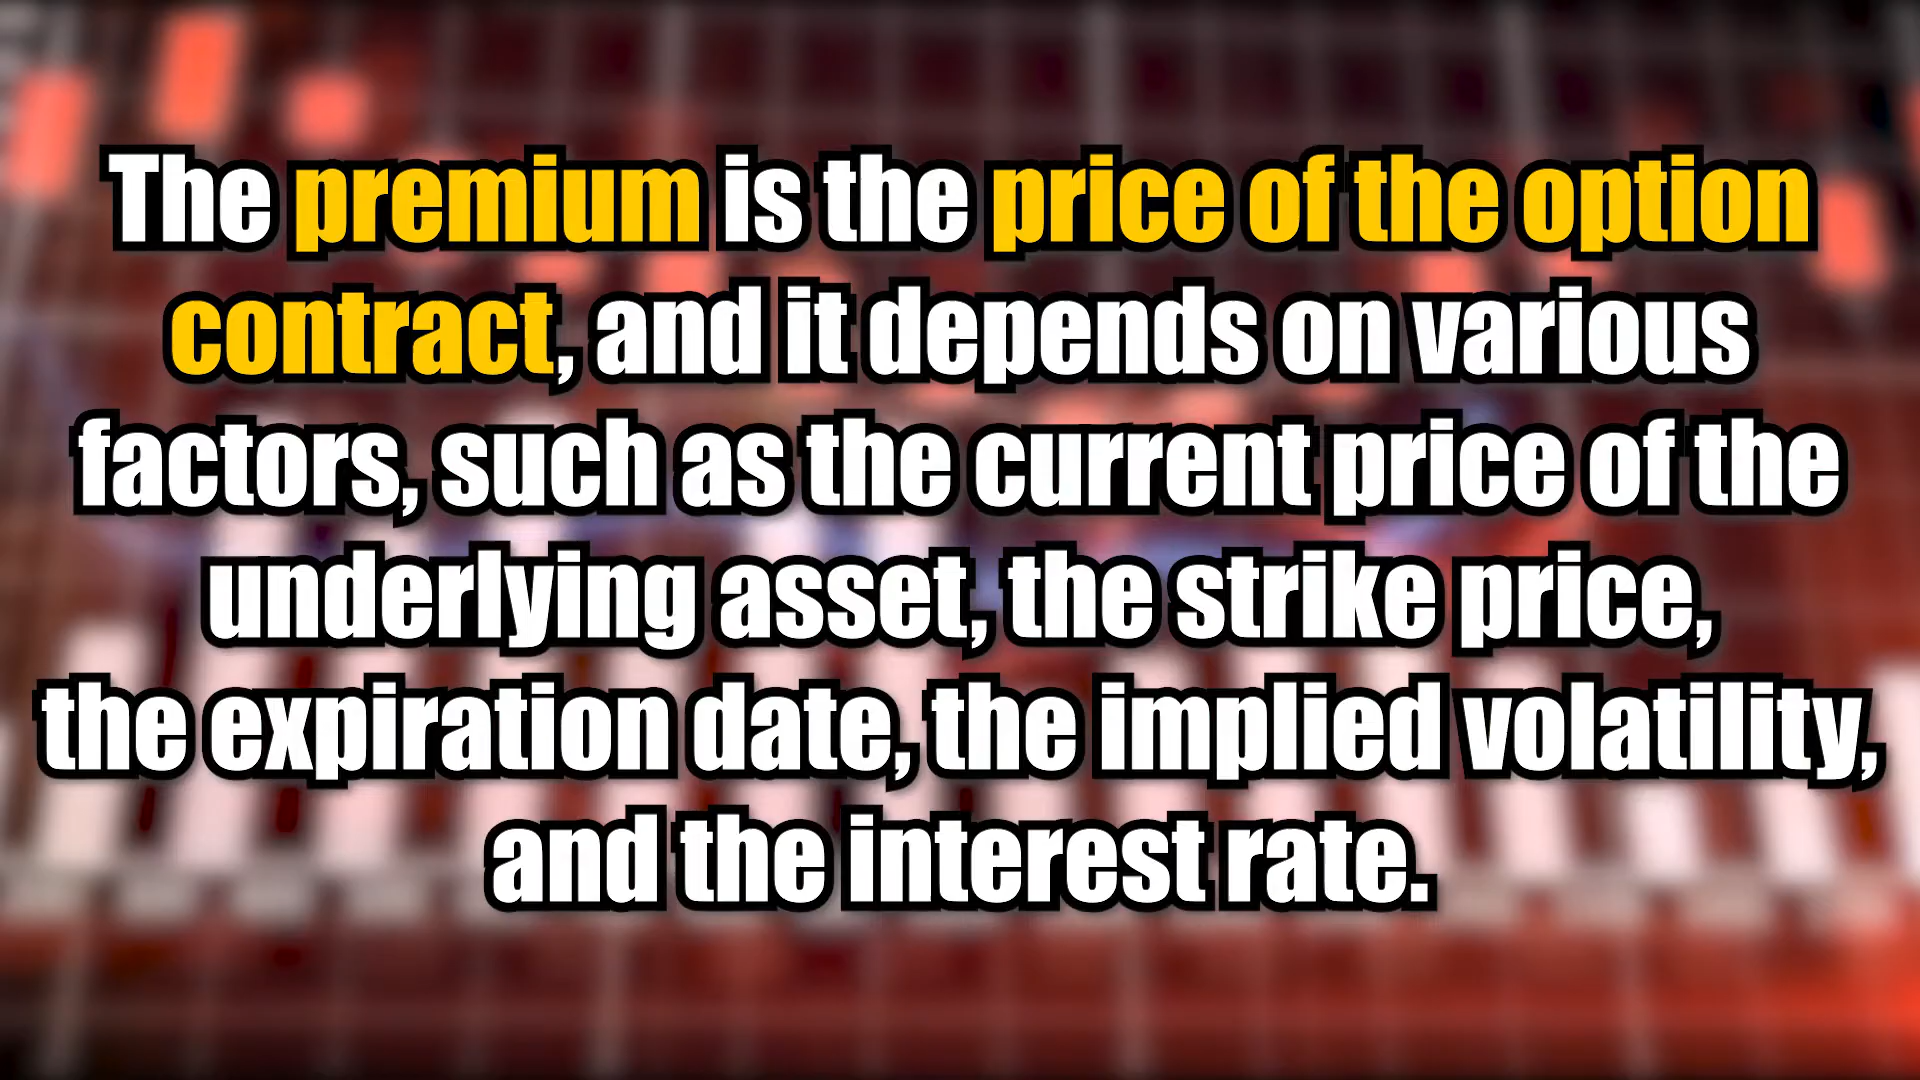 The premium is the price of the option
contract, and it depends on various
factors, such as the current price of the
underlying asset, the strike price,
the expiration date, the implied volatility,
and the interest rate.